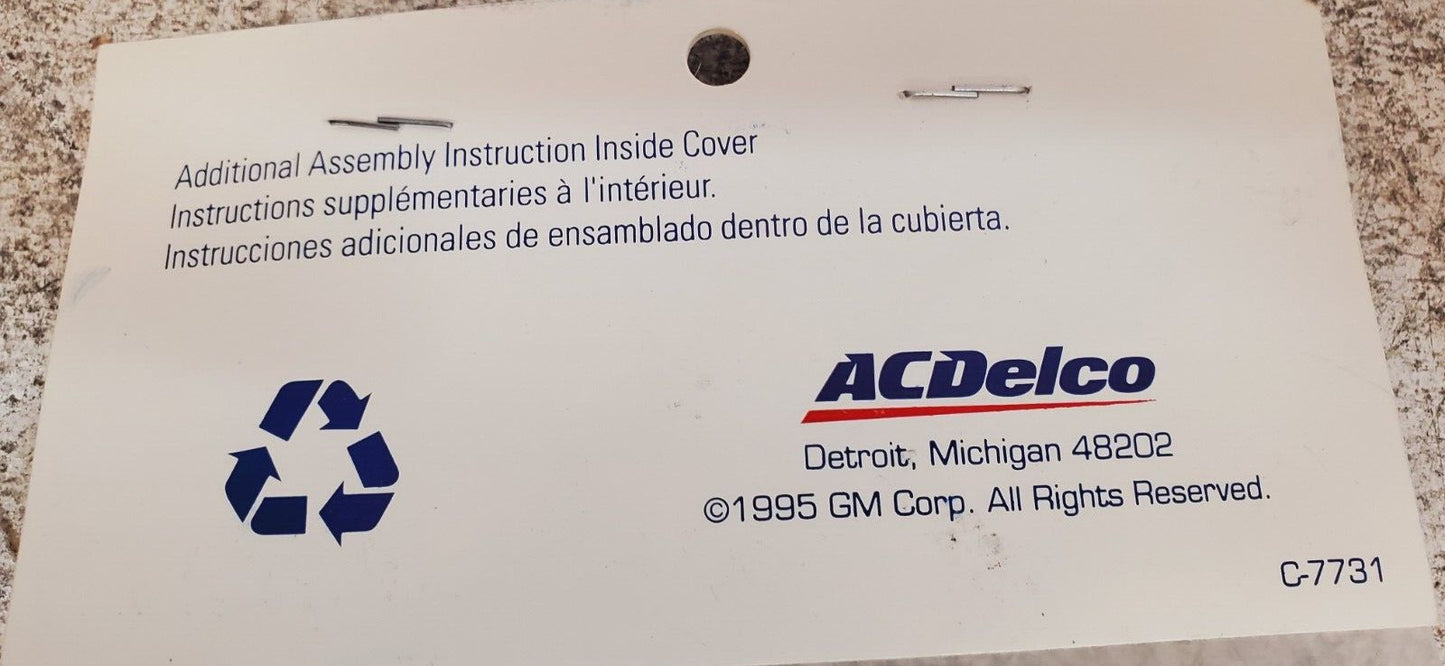 Additional Assembly Instruction Inside Cover
Instructions supplémentaries à l'intérieur.
Instrucciones adicionales de ensamblado dentro de la cubierta.
ACDelco
Detroit, Michigan 48202
©1995 GM Corp. All Rights Reserved.
C-7731